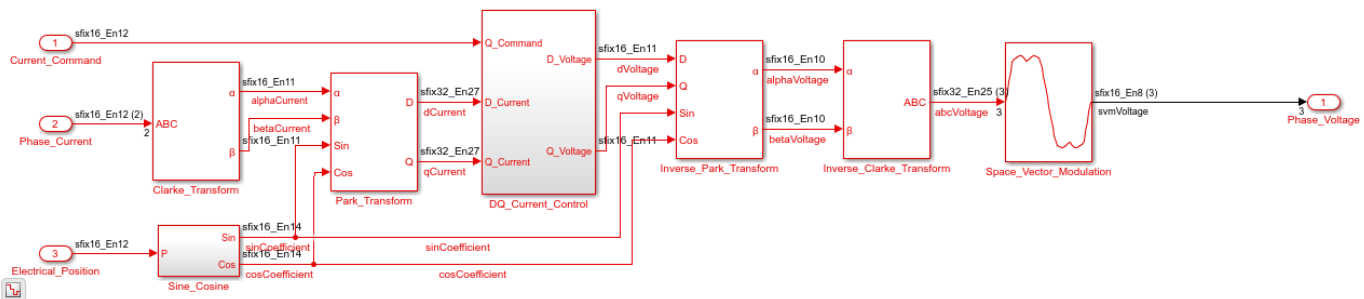 sfix16_En12
1
Current_Command
sfix16_En12 (2)
2
2
Phase_Current
ABC
α
β
Clarke_Transform
sfix16_En11
alphaCurrent
betaCurrent
sfix16_En11
α
β
Sin
Cos
D
Q
Park_Transform
sfix32_En27
dCurrent
sfix32_En27
qCurrent
Q_Command
D_Current
Q_Current
D_Voltage
Q_Voltage
DQ_Current_Control
sfix16_En11
dVoltage
qVoltage
sfix16_En11
D
Q
Sin
Cos
α
β
Inverse_Park_Transform
sfix16_En10
alphaVoltage
sfix16_En10
betaVoltage
α
β
ABC
Inverse_Clarke_Transform
sfix32_En25 (3)
abcVoltage
3
Space_Vector_Modulation
sfix16_En8 (3)
svmVoltage
1
3
Phase_Voltage
sfix16_En12
3
Electrical_Position
P
Sin
Cos
Sine_Cosine
sfix16_En14
sinCoefficient
sfix16_En14
cosCoefficient
sinCoefficient
cosCoefficient